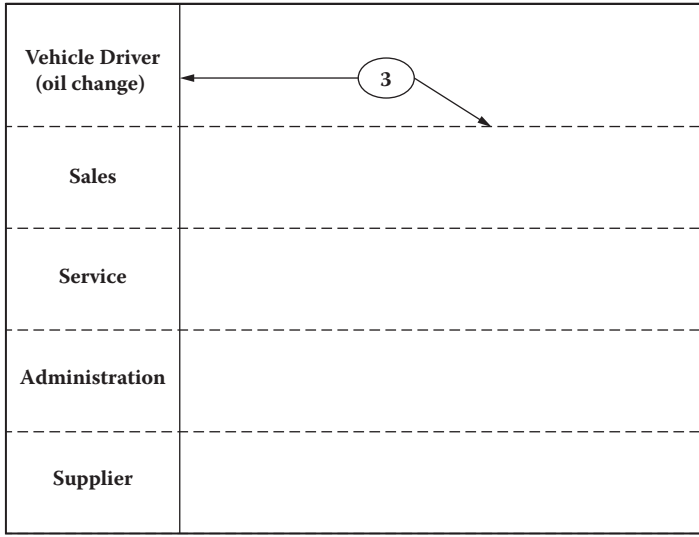 Vehicle Driver
(oil change)
3
Sales
Service
Administration
Supplier